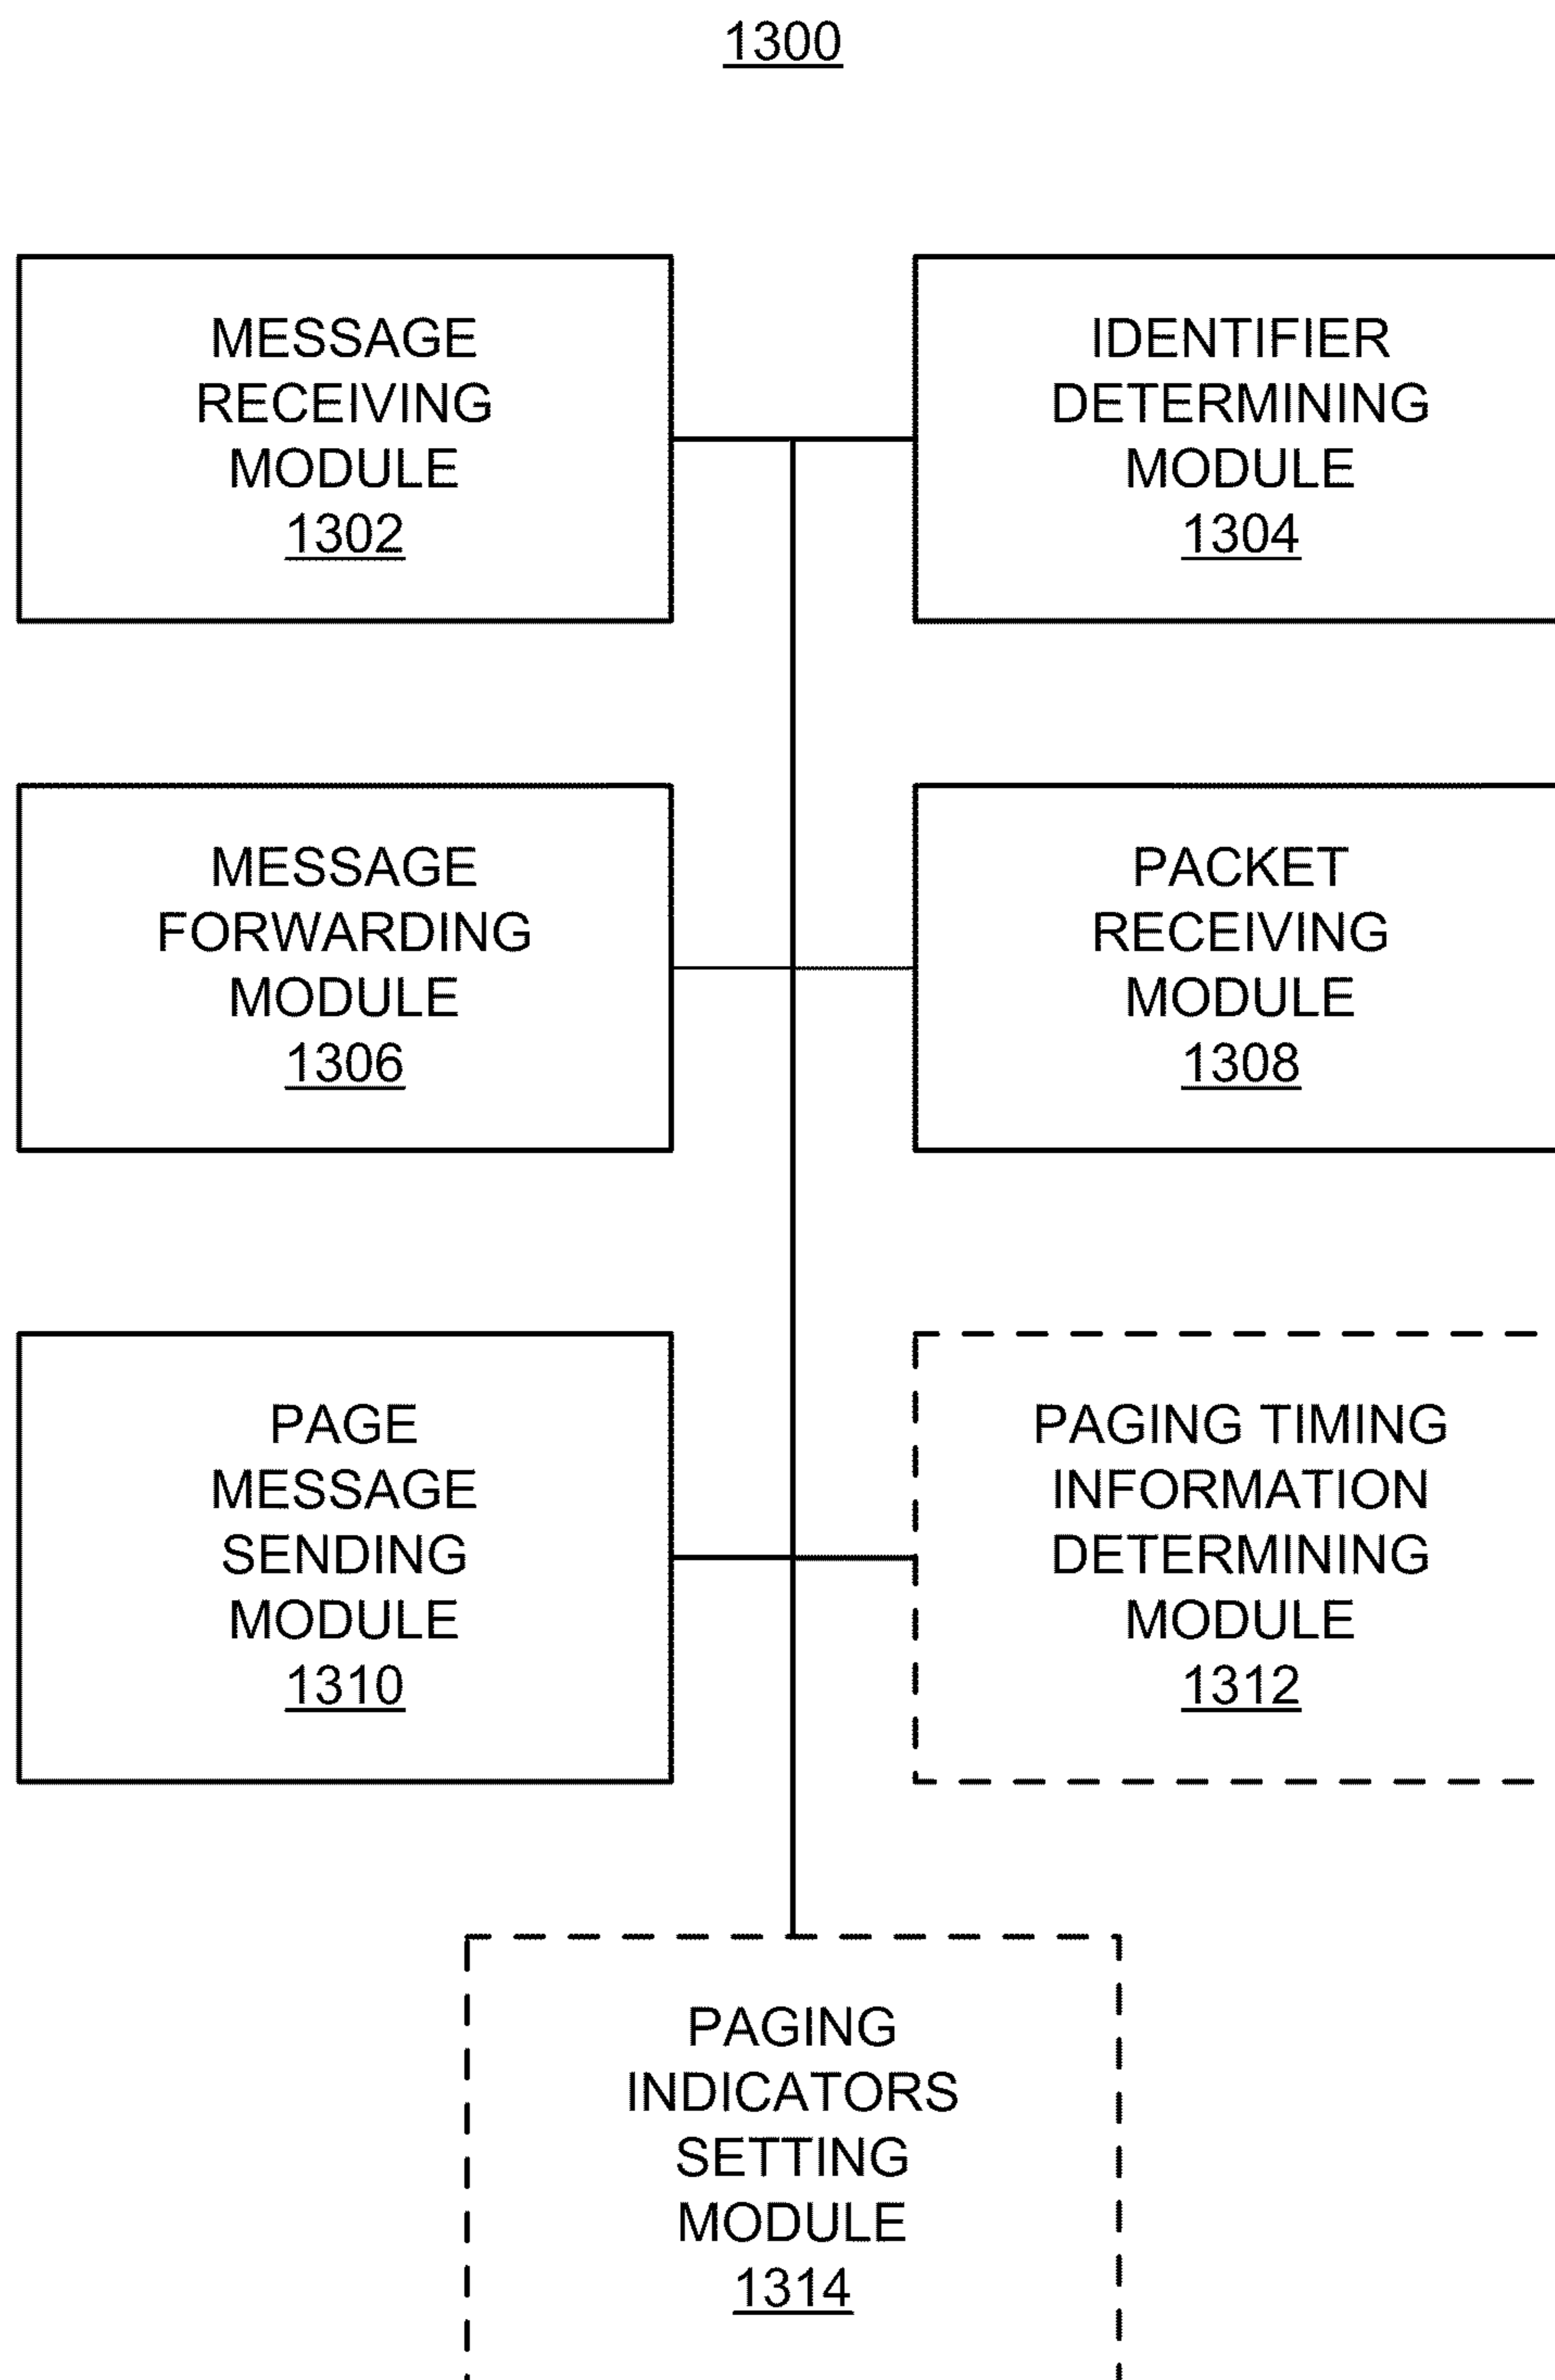 1300
MESSAGE
RECEIVING
MODULE
1302
IDENTIFIER
DETERMINING
MODULE
1304
MESSAGE
FORWARDING
MODULE
1306
PACKET
RECEIVING
MODULE
1308
PAGE
MESSAGE
SENDING
MODULE
1310
PAGING TIMING
INFORMATION
DETERMINING
MODULE
1312
PAGING
INDICATORS
SETTING
MODULE
1314